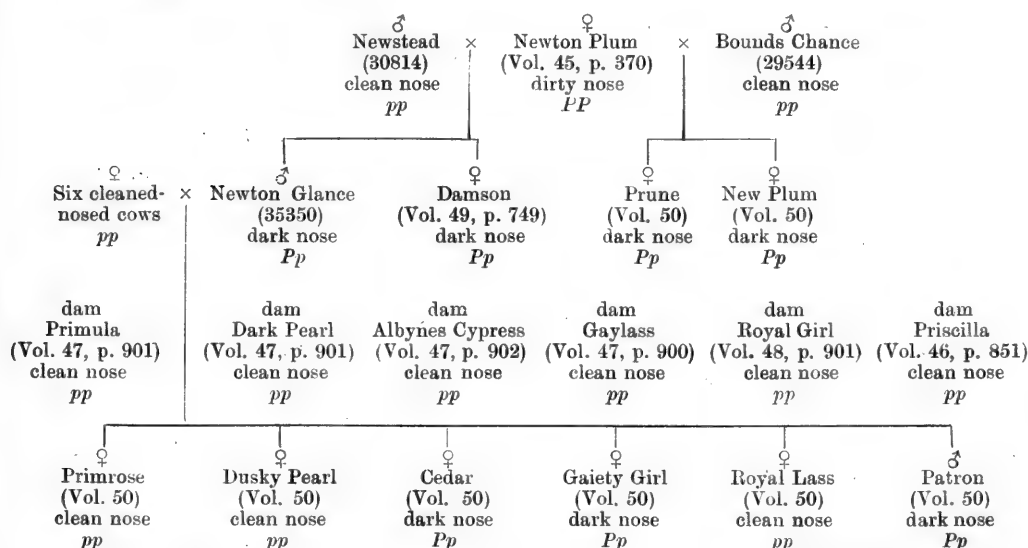 ♂ ♀ ♂
Newstead × Newton Plum × Bounds Chance
(30814) (Vol. 45, p. 370) (29544)
clean nose dirty nose clean nose
pp PP pp
♀ ♂ ♀ ♀ ♀
Six cleaned- × Newton Glance Damson Prune New Plum
nosed cows (35350) (Vol. 49, p. 749) (Vol. 50) (Vol. 50)
pp dark nose dark nose dark nose dark nose
Pp Pp Pp Pp
dam dam dam dam dam dam
Primula Dark Pearl Albynes Cypress Gaylass Royal Girl Priscilla
(Vol. 47, p. 901) (Vol. 47, p. 901) (Vol. 47, p. 902) (Vol. 47, p. 900) (Vol. 48, p. 901) (Vol. 46, p. 851)
clean nose clean nose clean nose clean nose clean nose clean nose
pp pp pp pp pp pp
♀ ♀ ♀ ♀ ♀ ♂
Primrose Dusky Pearl Cedar Gaiety Girl Royal Lass Patron
(Vol. 50) (Vol. 50) (Vol. 50) (Vol. 50) (Vol. 50) (Vol. 50)
clean nose clean nose dark nose dark nose clean nose dark nose
pp pp Pp Pp pp Pp